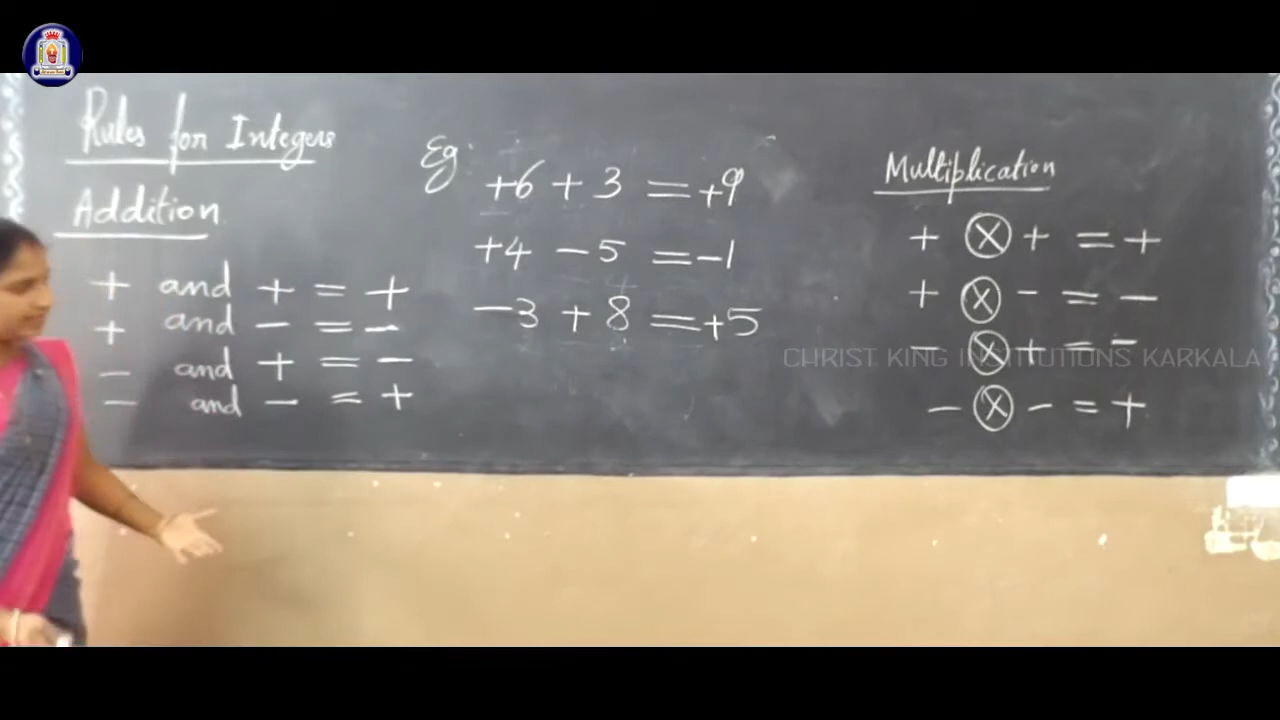 Rules for Integers
Addition
+ and + = +
+ and - = -
- and + = -
- and - = +
Eg:
+6 + 3 = +9
+4 - 5 = -1
-3 + 8 = +5
Multiplication
+ ⊗ + = +
+ ⊗ - = -
- ⊗ + = -
- ⊗ - = +
CHRIST KING INSTITUTIONS KARKALA